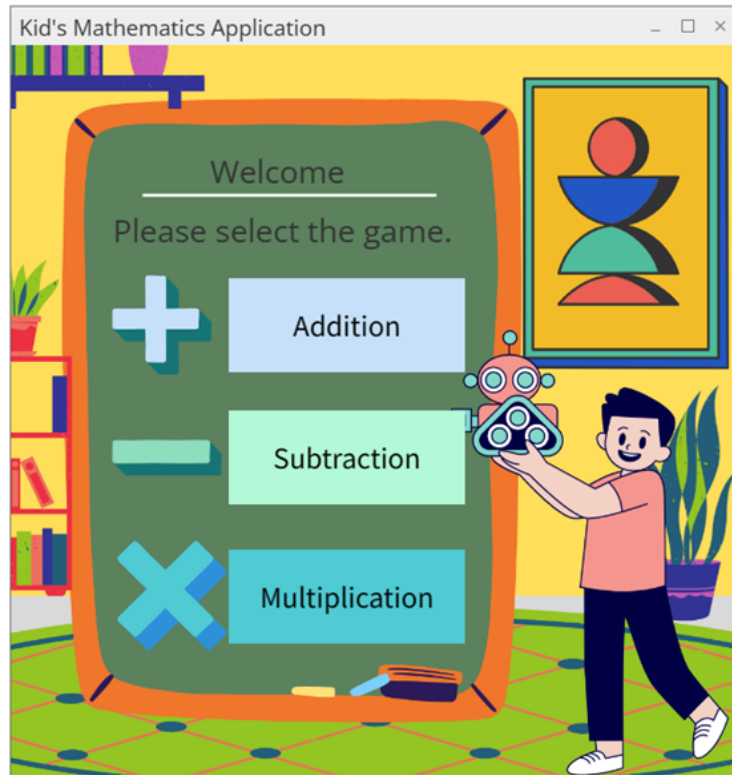 Kid's Mathematics Application
Welcome
Please select the game.
Addition
Subtraction
Multiplication